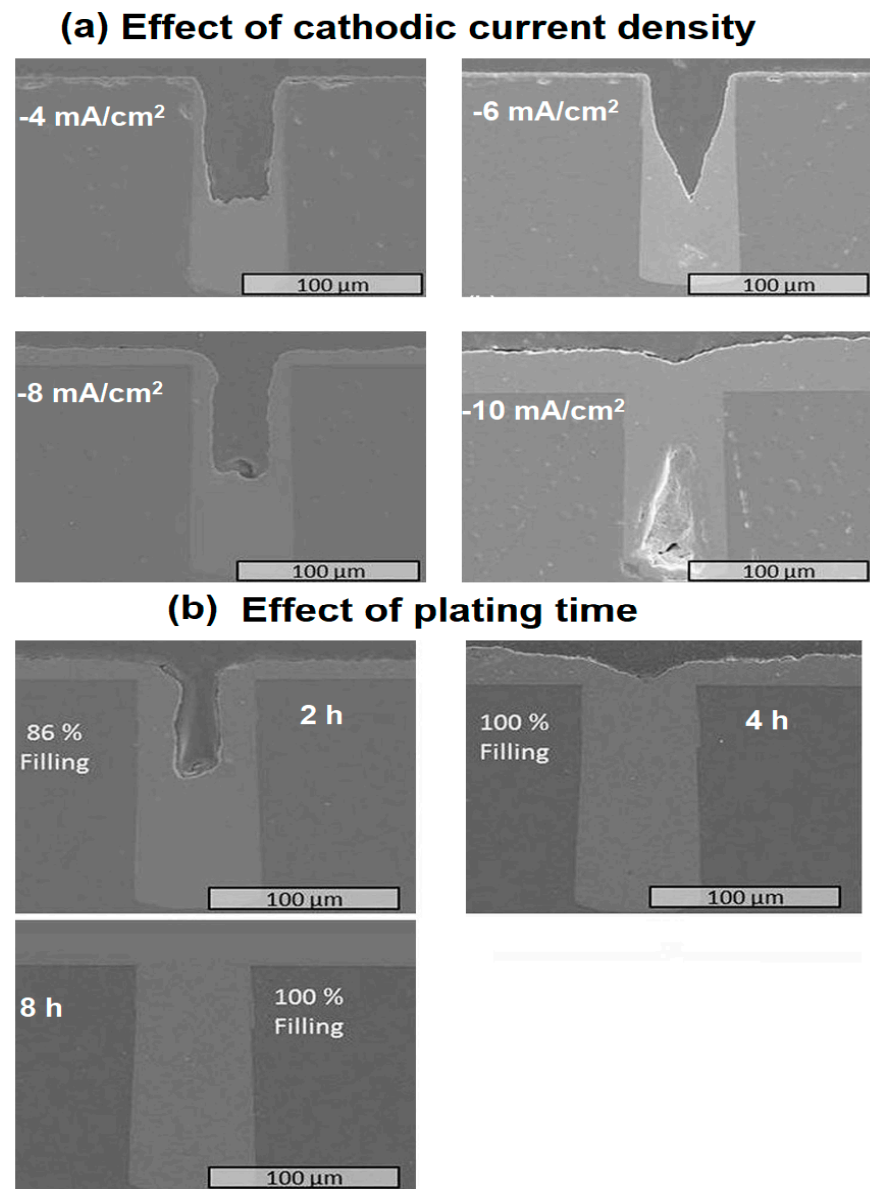 (a) Effect of cathodic current density
-4 mA/cm²
-6 mA/cm²
100 µm
100 µm
-8 mA/cm²
-10 mA/cm²
100 µm
100 µm
(b) Effect of plating time
86 %
Filling
2 h
100 %
Filling
4 h
100 µm
100 µm
8 h
100 %
Filling
100 µm